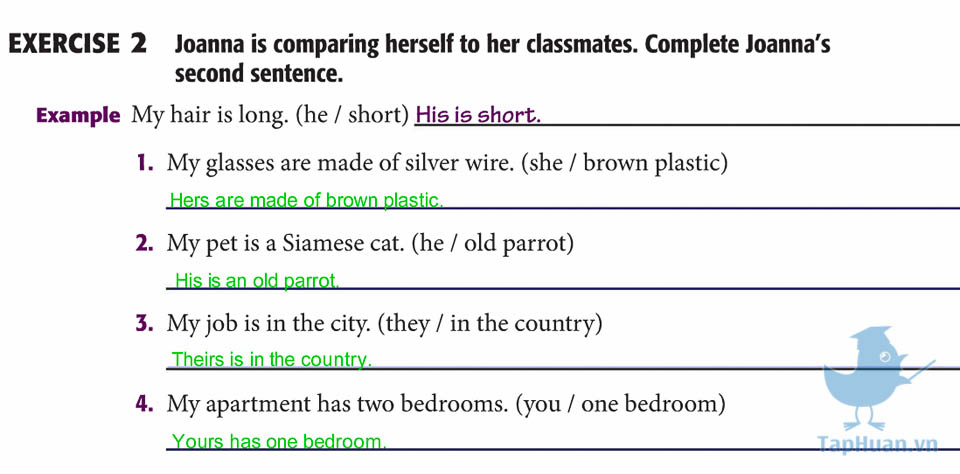 EXERCISE 2 Joanna is comparing herself to her classmates. Complete Joanna's
second sentence.
Example My hair is long. (he / short) His is short.
1. My glasses are made of silver wire. (she / brown plastic)
Hers are made of brown plastic.
2. My pet is a Siamese cat. (he / old parrot)
His is an old parrot.
3. My job is in the city. (they / in the country)
Theirs is in the country.
4. My apartment has two bedrooms. (you / one bedroom)
Yours has one bedroom.
TapHuan.vn